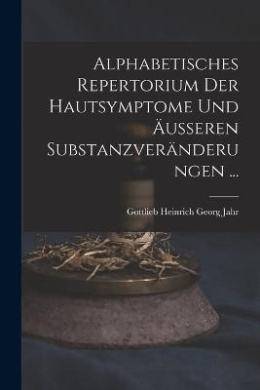 Alphabetisches
Repertorium Der
Hautsymptome Und
Äusseren
Substanzveränderu
ngen ...
Gottlieb Heinrich Georg Jahr